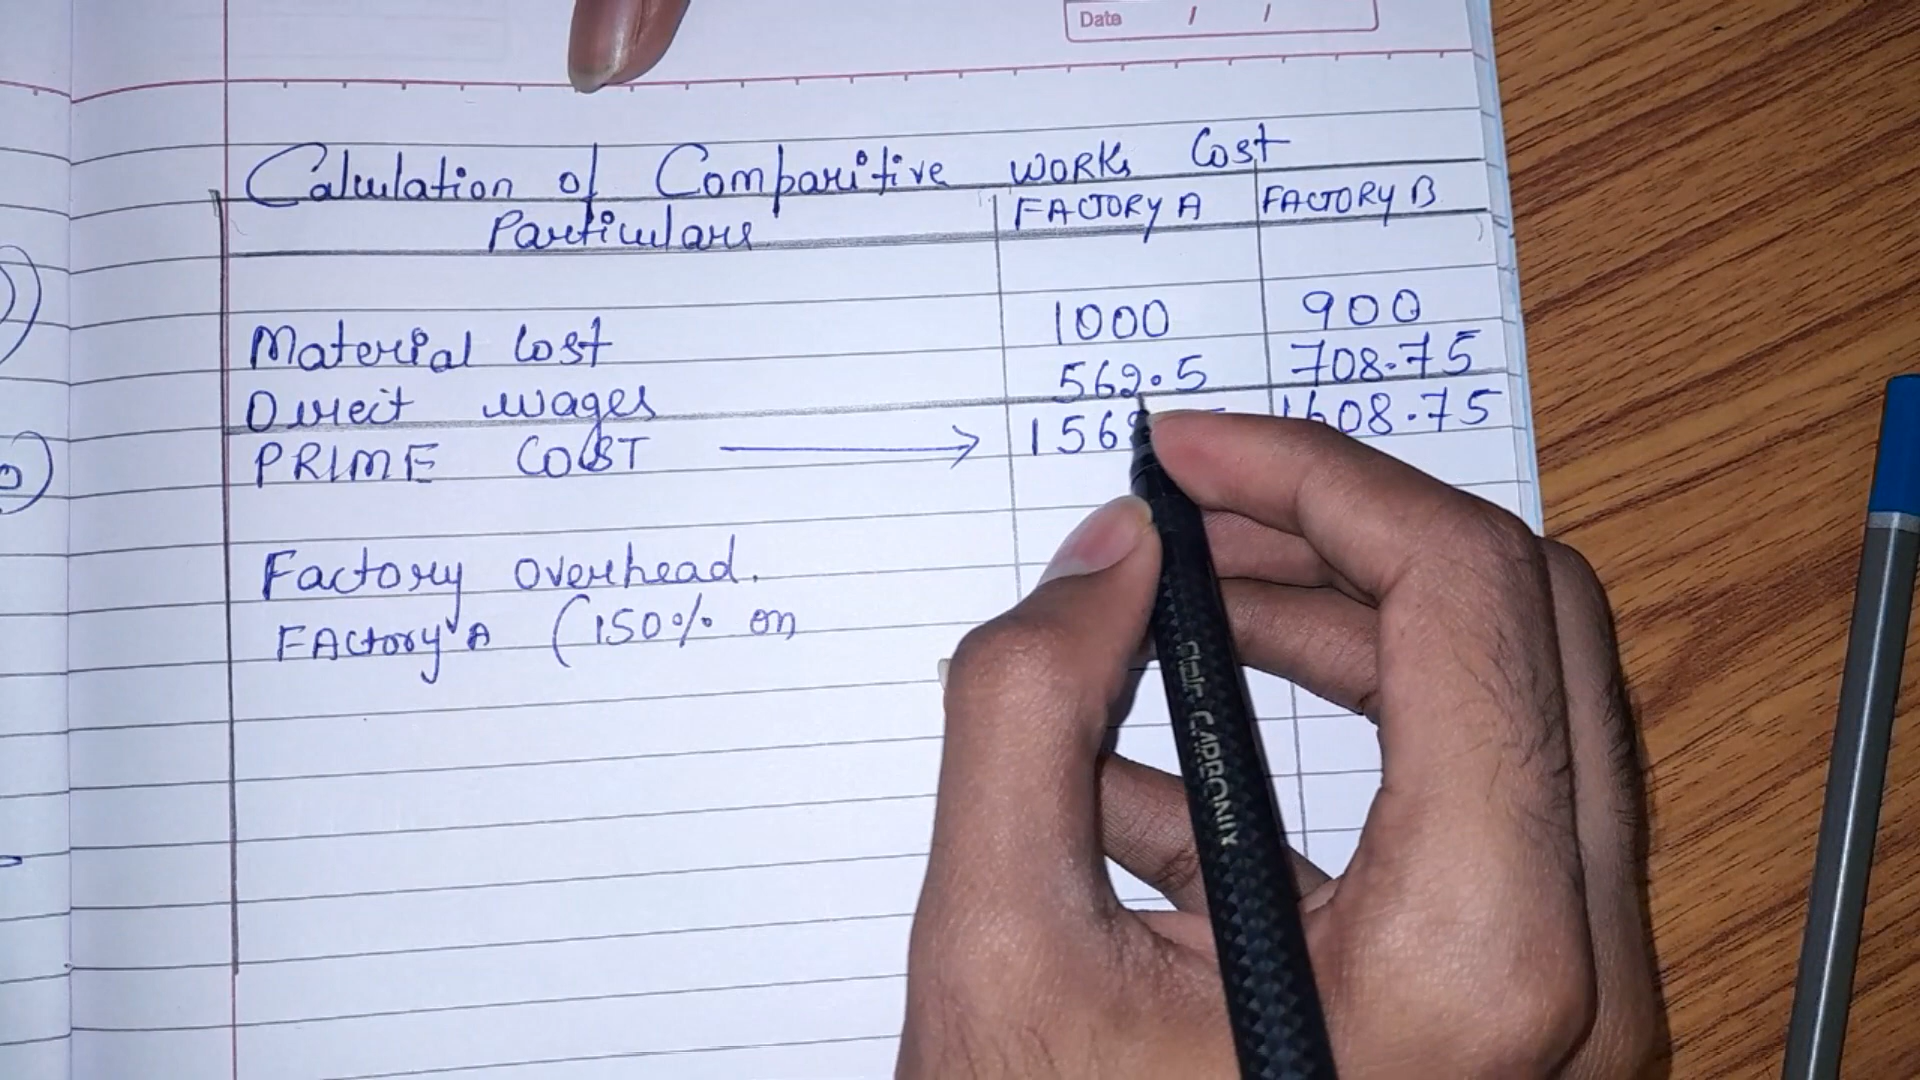 Date / /
Calculation of Comparitive WORKs Cost
Particulars FACTORY A FACTORY B
Material Cost 1000 900
Direct wages 562.5 708.75
PRIME COST → 1608.75
Factory overhead.
FACtory A (150% on
CARBONIX